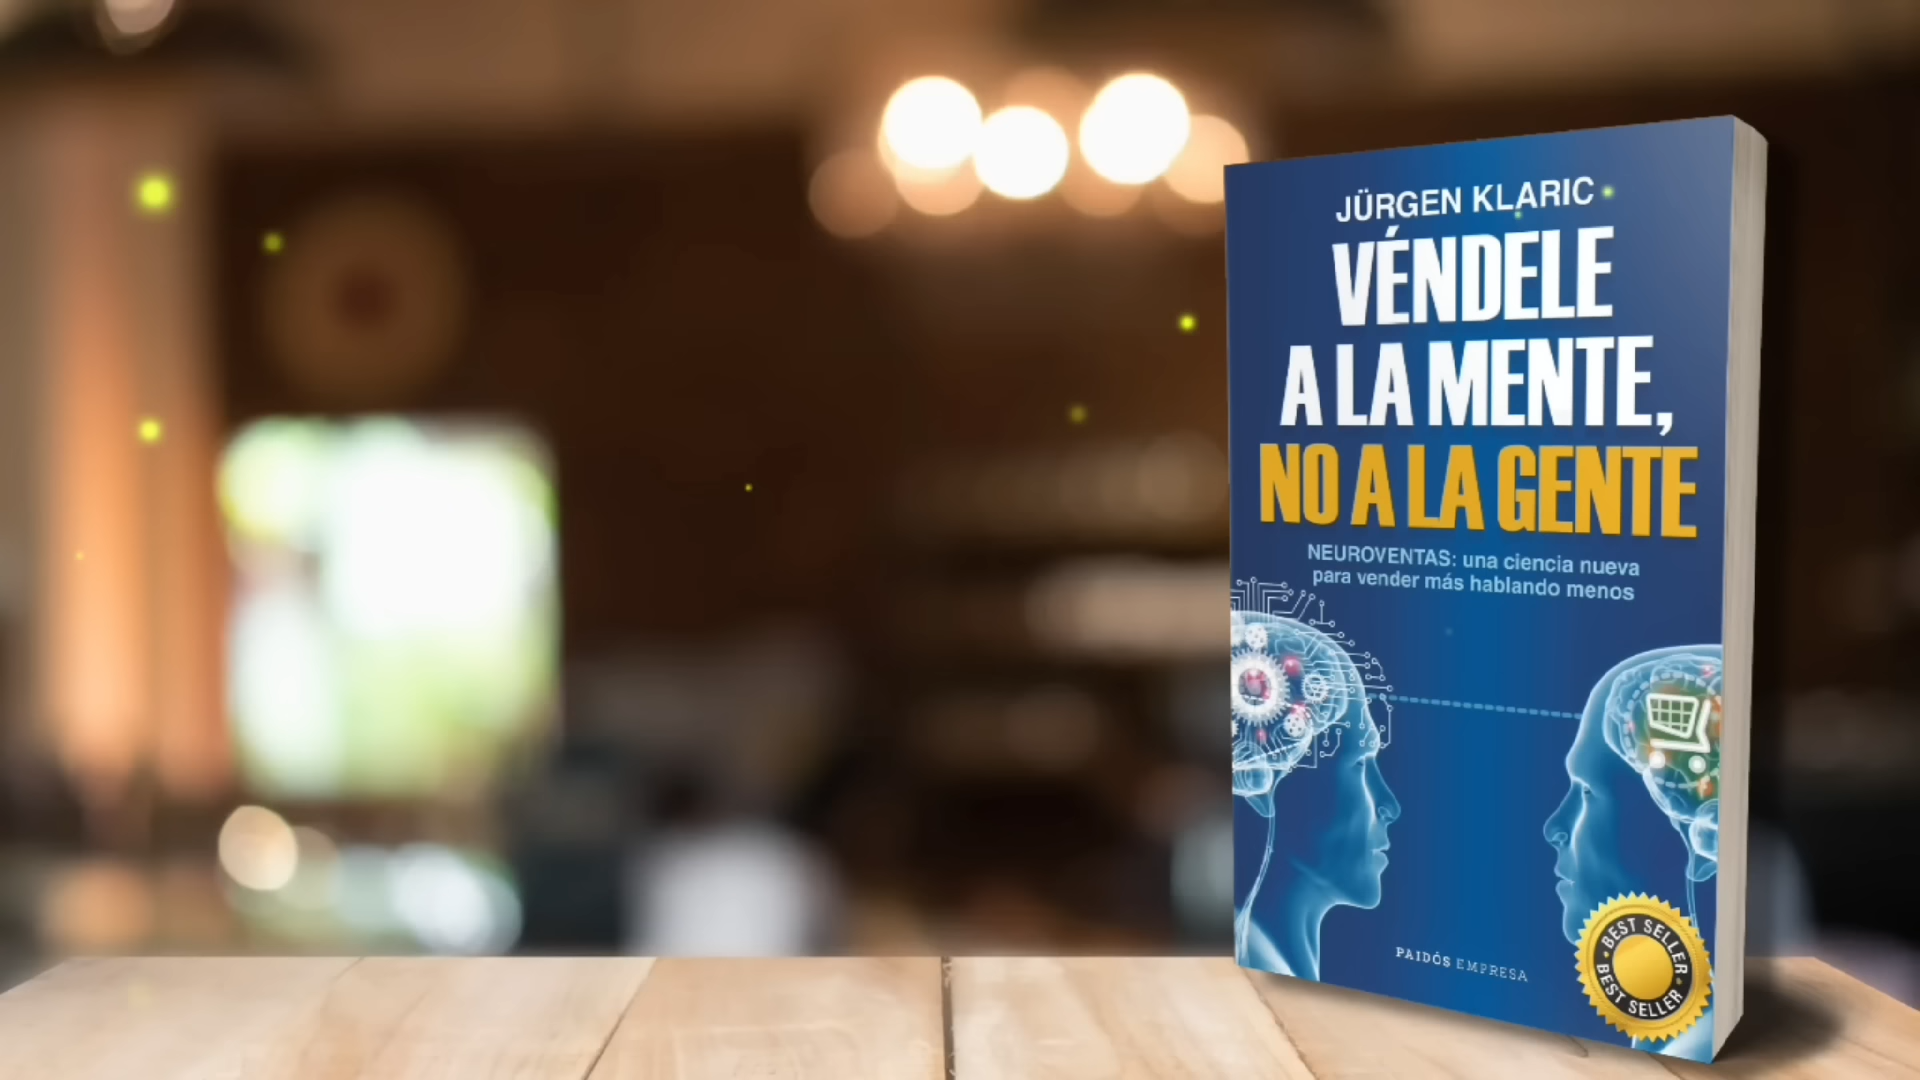 JÜRGEN KLARIC
VÉNDELE
A LA MENTE,
NO A LA GENTE
NEUROVENTAS: una ciencia nueva
para vender más hablando menos
PAIDÓS EMPRESA
BEST SELLER
BEST SELLER